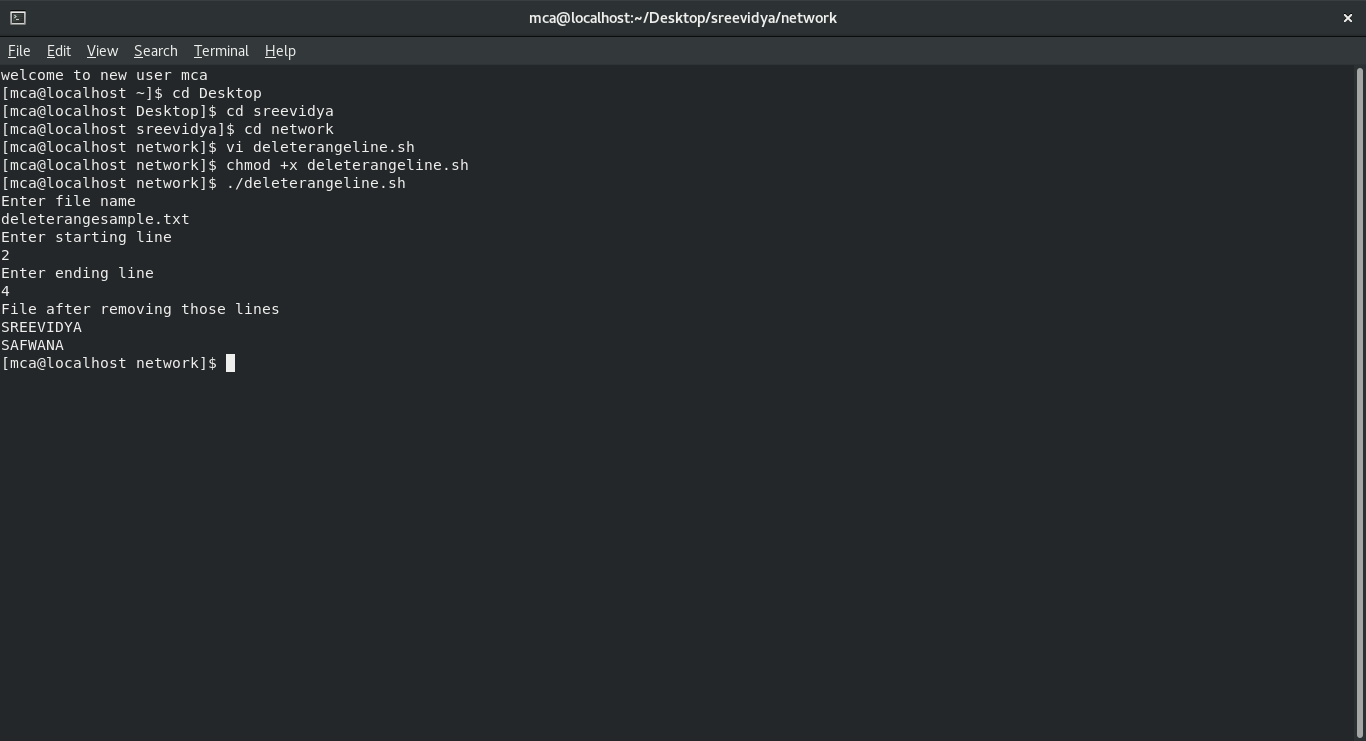 mca@localhost:~/Desktop/sreevidya/network
File Edit View Search Terminal Help
welcome to new user mca
[mca@localhost ~]$ cd Desktop
[mca@localhost Desktop]$ cd sreevidya
[mca@localhost sreevidya]$ cd network
[mca@localhost network]$ vi deleterangeline.sh
[mca@localhost network]$ chmod +x deleterangeline.sh
[mca@localhost network]$ ./deleterangeline.sh
Enter file name
deleterangesample.txt
Enter starting line
2
Enter ending line
4
File after removing those lines
SREEVIDYA
SAFWANA
[mca@localhost network]$